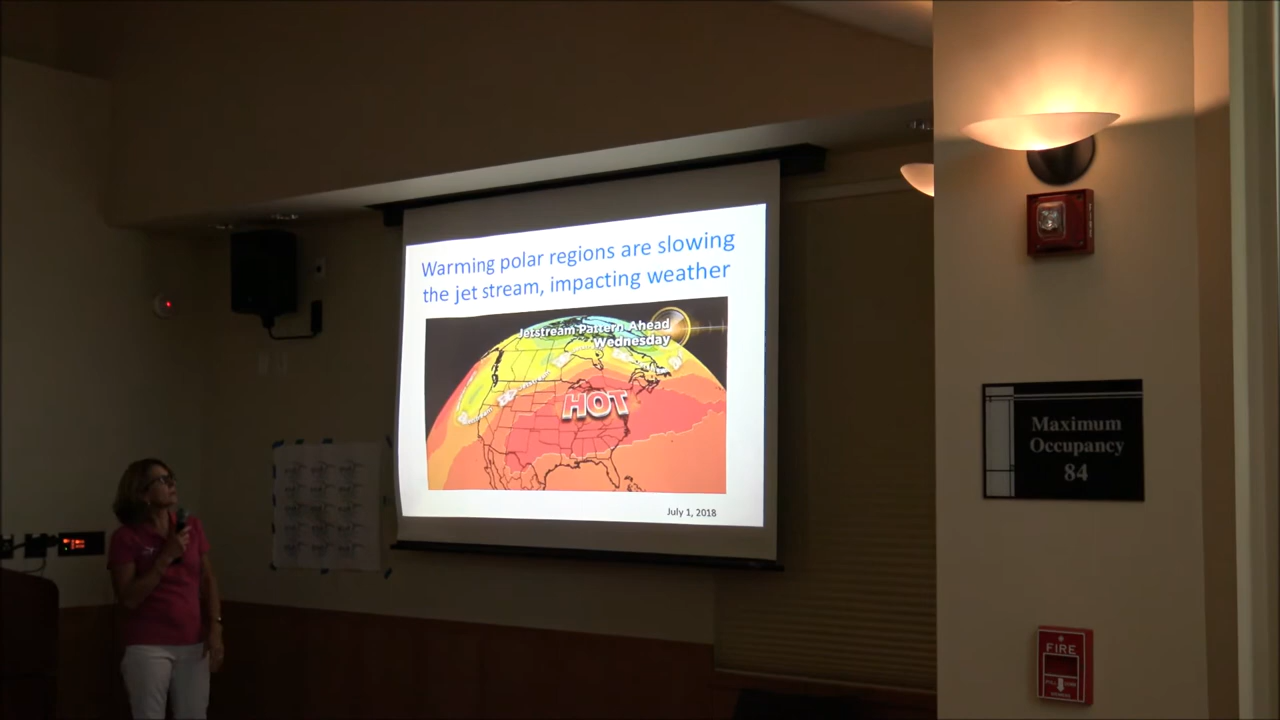 Warming polar regions are slowing
the jet stream, impacting weather
Jetstream Pattern Ahead
Wednesday
HOT
July 1, 2018
Maximum
Occupancy
84
FIRE